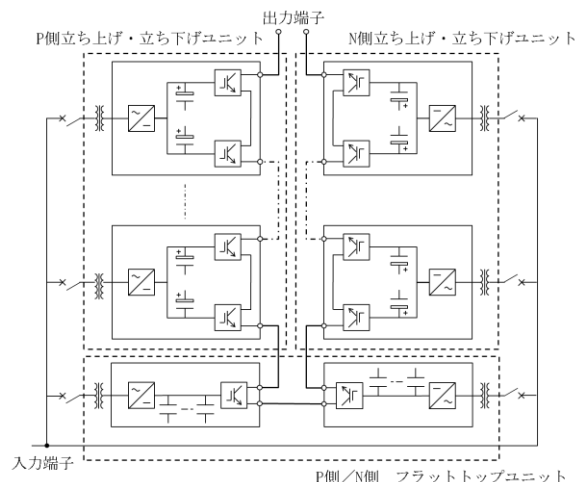 出力端子
P側立ち上げ・立ち下げユニット
N側立ち上げ・立ち下げユニット
入力端子
P側/N側 フラットトップユニット